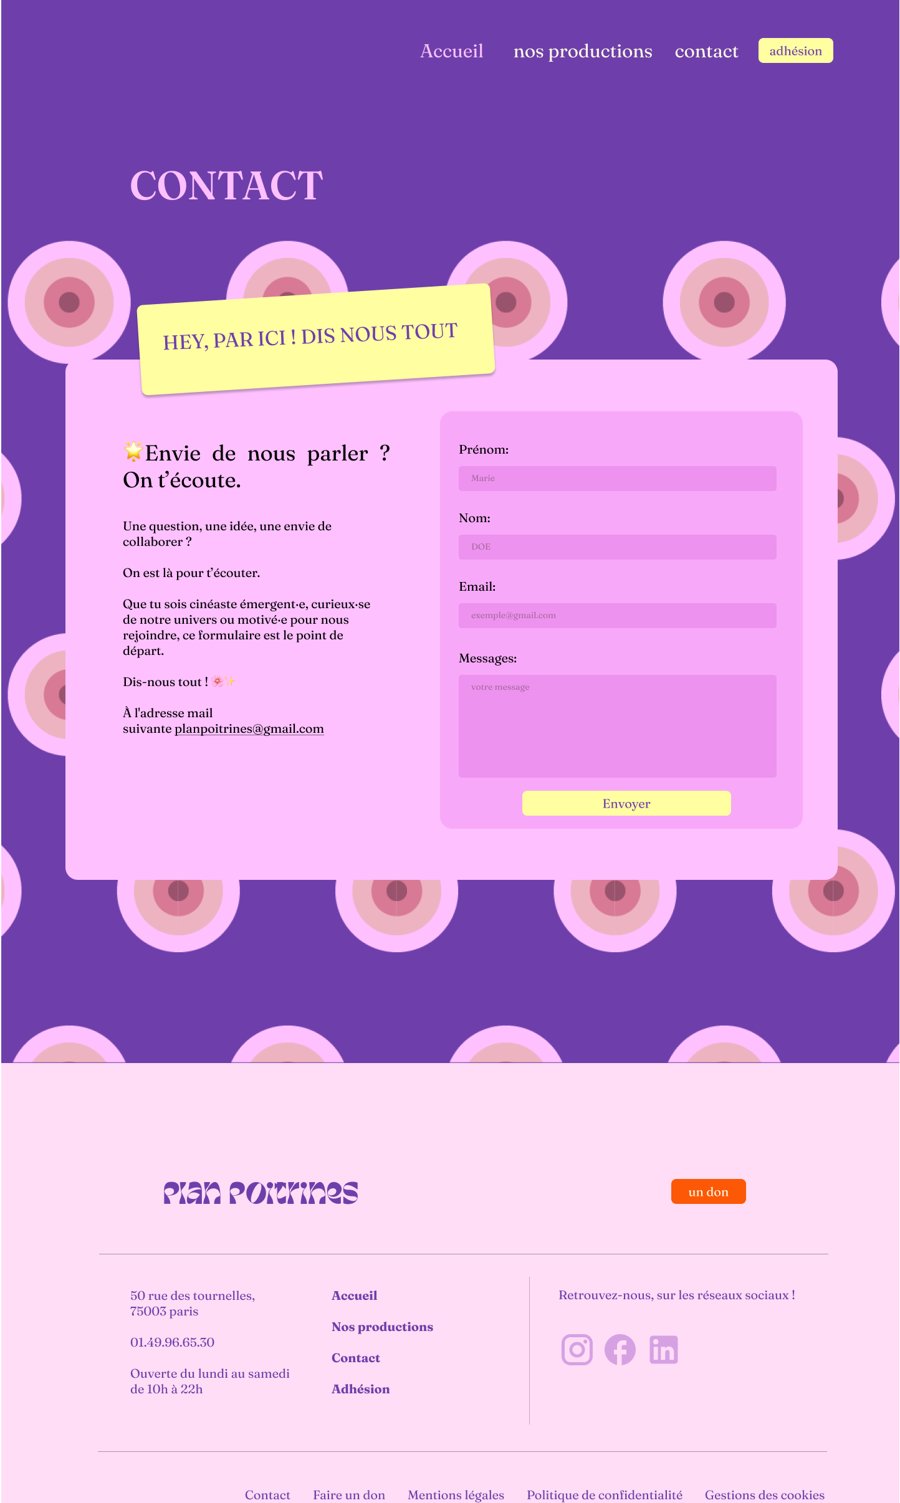 Accueil nos productions contact adhésion
CONTACT
HEY, PAR ICI ! DIS NOUS TOUT
🌟Envie de nous parler ?
On t’écoute.
Une question, une idée, une envie de
collaborer ?
On est là pour t’écouter.
Que tu sois cinéaste émergent·e, curieux·se
de notre univers ou motivé·e pour nous
rejoindre, ce formulaire est le point de
départ.
Dis-nous tout ! 🌸✨
À l'adresse mail
suivante planpoitrines@gmail.com
Prénom:
Marie
Nom:
DOE
Email:
exemple@gmail.com
Messages:
votre message
Envoyer
Plan Poitrines
un don
50 rue des tournelles,
75003 paris
01.49.96.65.30
Ouverte du lundi au samedi
de 10h à 22h
Accueil
Nos productions
Contact
Adhésion
Retrouvez-nous, sur les réseaux sociaux !
Contact Faire un don Mentions légales Politique de confidentialité Gestions des cookies